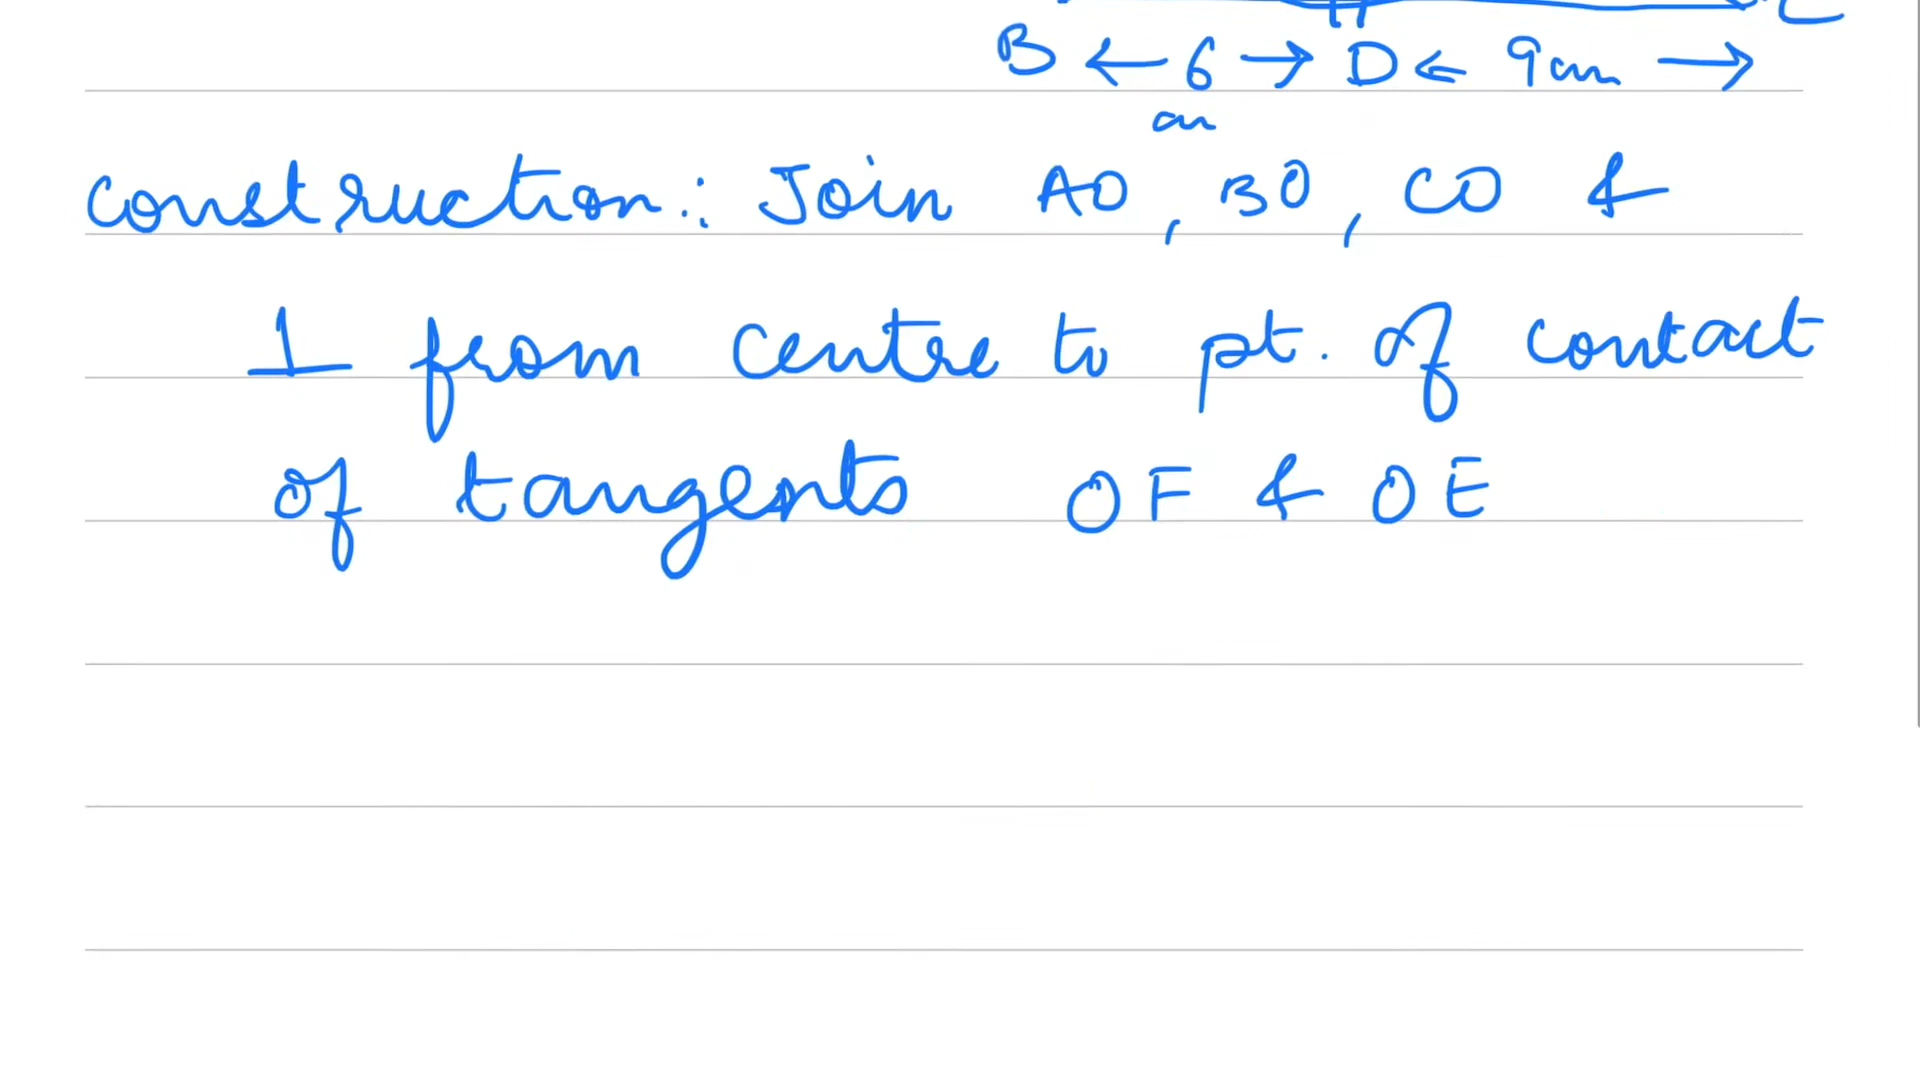 C
B ← 6 → D ← 9cm →
cm
construction: Join AO, BO, CO &
⊥ from centre to pt. of contact
of tangents OF & OE